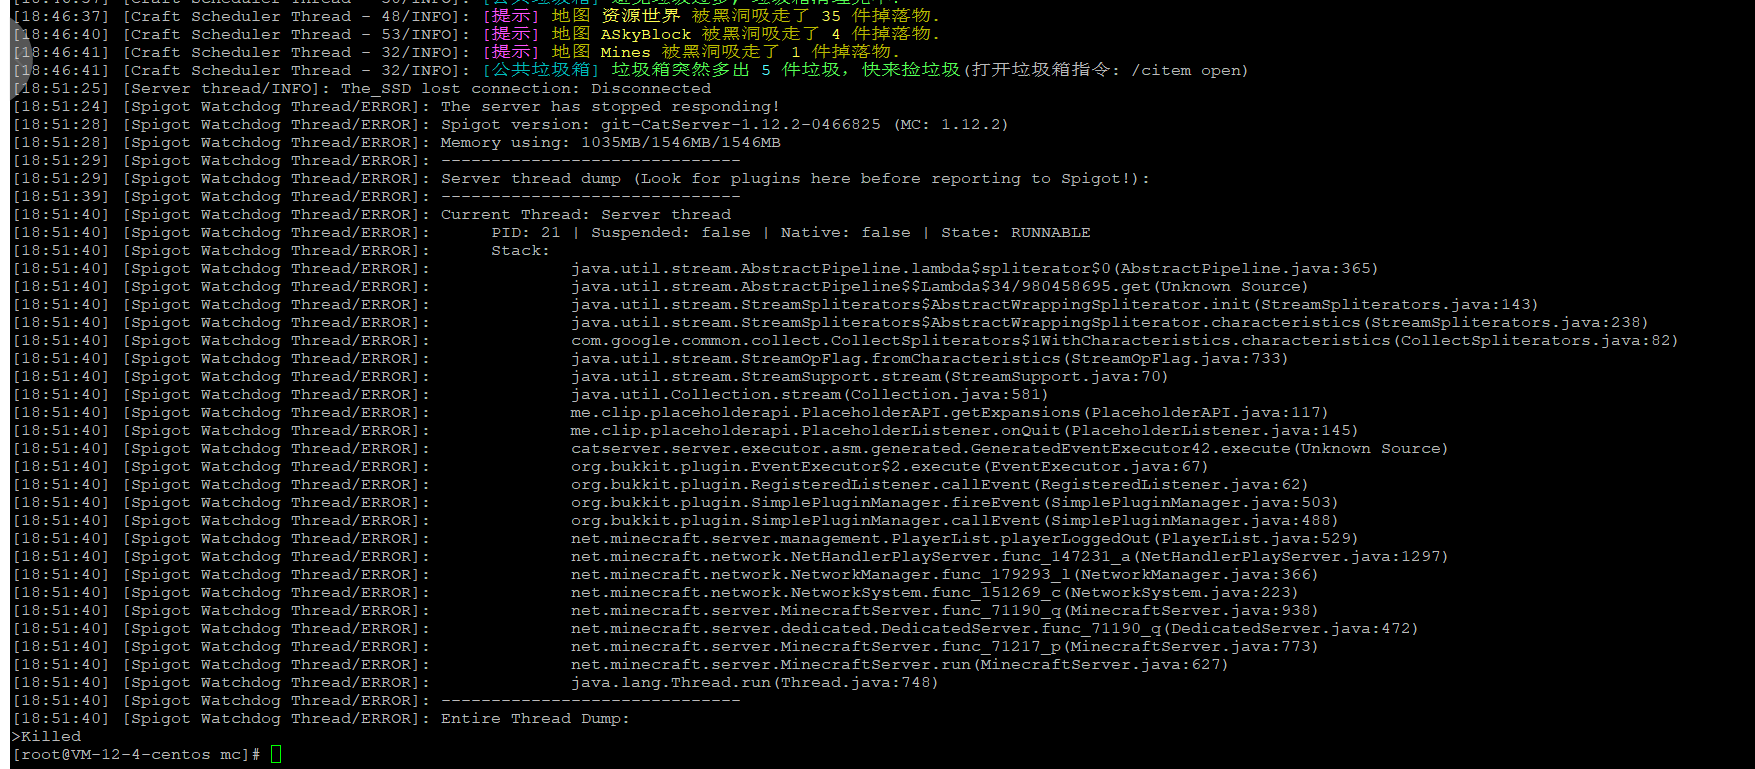 [18:46:37] [Craft Scheduler Thread - 48/INFO]: [提示] 地图 资源世界 被黑洞吸走了 35 件掉落物.
[18:46:40] [Craft Scheduler Thread - 53/INFO]: [提示] 地图 ASkyBlock 被黑洞吸走了 4 件掉落物.
[18:46:41] [Craft Scheduler Thread - 32/INFO]: [提示] 地图 Mines 被黑洞吸走了 1 件掉落物.
[18:46:41] [Craft Scheduler Thread - 32/INFO]: [公共垃圾箱] 垃圾箱突然多出 5 件垃圾，快来捡垃圾(打开垃圾箱指令: /citem open)
[18:51:25] [Server thread/INFO]: The_SSD lost connection: Disconnected
[18:51:24] [Spigot Watchdog Thread/ERROR]: The server has stopped responding!
[18:51:28] [Spigot Watchdog Thread/ERROR]: Spigot version: git-CatServer-1.12.2-0466825 (MC: 1.12.2)
[18:51:28] [Spigot Watchdog Thread/ERROR]: Memory using: 1035MB/1546MB/1546MB
[18:51:29] [Spigot Watchdog Thread/ERROR]: ------------------------------
[18:51:29] [Spigot Watchdog Thread/ERROR]: Server thread dump (Look for plugins here before reporting to Spigot!):
[18:51:39] [Spigot Watchdog Thread/ERROR]: ------------------------------
[18:51:40] [Spigot Watchdog Thread/ERROR]: Current Thread: Server thread
[18:51:40] [Spigot Watchdog Thread/ERROR]: PID: 21 | Suspended: false | Native: false | State: RUNNABLE
[18:51:40] [Spigot Watchdog Thread/ERROR]: Stack:
[18:51:40] [Spigot Watchdog Thread/ERROR]: java.util.stream.AbstractPipeline.lambda$spliterator$0(AbstractPipeline.java:365)
[18:51:40] [Spigot Watchdog Thread/ERROR]: java.util.stream.AbstractPipeline$$Lambda$34/980458695.get(Unknown Source)
[18:51:40] [Spigot Watchdog Thread/ERROR]: java.util.stream.StreamSpliterators$AbstractWrappingSpliterator.init(StreamSpliterators.java:143)
[18:51:40] [Spigot Watchdog Thread/ERROR]: java.util.stream.StreamSpliterators$AbstractWrappingSpliterator.characteristics(StreamSpliterators.java:238)
[18:51:40] [Spigot Watchdog Thread/ERROR]: com.google.common.collect.CollectSpliterators$1WithCharacteristics.characteristics(CollectSpliterators.java:82)
[18:51:40] [Spigot Watchdog Thread/ERROR]: java.util.stream.StreamOpFlag.fromCharacteristics(StreamOpFlag.java:733)
[18:51:40] [Spigot Watchdog Thread/ERROR]: java.util.stream.StreamSupport.stream(StreamSupport.java:70)
[18:51:40] [Spigot Watchdog Thread/ERROR]: java.util.Collection.stream(Collection.java:581)
[18:51:40] [Spigot Watchdog Thread/ERROR]: me.clip.placeholderapi.PlaceholderAPI.getExpansions(PlaceholderAPI.java:117)
[18:51:40] [Spigot Watchdog Thread/ERROR]: me.clip.placeholderapi.PlaceholderListener.onQuit(PlaceholderListener.java:145)
[18:51:40] [Spigot Watchdog Thread/ERROR]: catserver.server.executor.asm.generated.GeneratedEventExecutor42.execute(Unknown Source)
[18:51:40] [Spigot Watchdog Thread/ERROR]: org.bukkit.plugin.EventExecutor$2.execute(EventExecutor.java:67)
[18:51:40] [Spigot Watchdog Thread/ERROR]: org.bukkit.plugin.RegisteredListener.callEvent(RegisteredListener.java:62)
[18:51:40] [Spigot Watchdog Thread/ERROR]: org.bukkit.plugin.SimplePluginManager.fireEvent(SimplePluginManager.java:503)
[18:51:40] [Spigot Watchdog Thread/ERROR]: org.bukkit.plugin.SimplePluginManager.callEvent(SimplePluginManager.java:488)
[18:51:40] [Spigot Watchdog Thread/ERROR]: net.minecraft.server.management.PlayerList.playerLoggedOut(PlayerList.java:529)
[18:51:40] [Spigot Watchdog Thread/ERROR]: net.minecraft.network.NetHandlerPlayServer.func_147231_a(NetHandlerPlayServer.java:1297)
[18:51:40] [Spigot Watchdog Thread/ERROR]: net.minecraft.network.NetworkManager.func_179293_l(NetworkManager.java:366)
[18:51:40] [Spigot Watchdog Thread/ERROR]: net.minecraft.network.NetworkSystem.func_151269_c(NetworkSystem.java:223)
[18:51:40] [Spigot Watchdog Thread/ERROR]: net.minecraft.server.MinecraftServer.func_71190_q(MinecraftServer.java:938)
[18:51:40] [Spigot Watchdog Thread/ERROR]: net.minecraft.server.dedicated.DedicatedServer.func_71190_q(DedicatedServer.java:472)
[18:51:40] [Spigot Watchdog Thread/ERROR]: net.minecraft.server.MinecraftServer.func_71217_p(MinecraftServer.java:773)
[18:51:40] [Spigot Watchdog Thread/ERROR]: net.minecraft.server.MinecraftServer.run(MinecraftServer.java:627)
[18:51:40] [Spigot Watchdog Thread/ERROR]: java.lang.Thread.run(Thread.java:748)
[18:51:40] [Spigot Watchdog Thread/ERROR]: ------------------------------
[18:51:40] [Spigot Watchdog Thread/ERROR]: Entire Thread Dump:
>Killed
[root@VM-12-4-centos mc]#